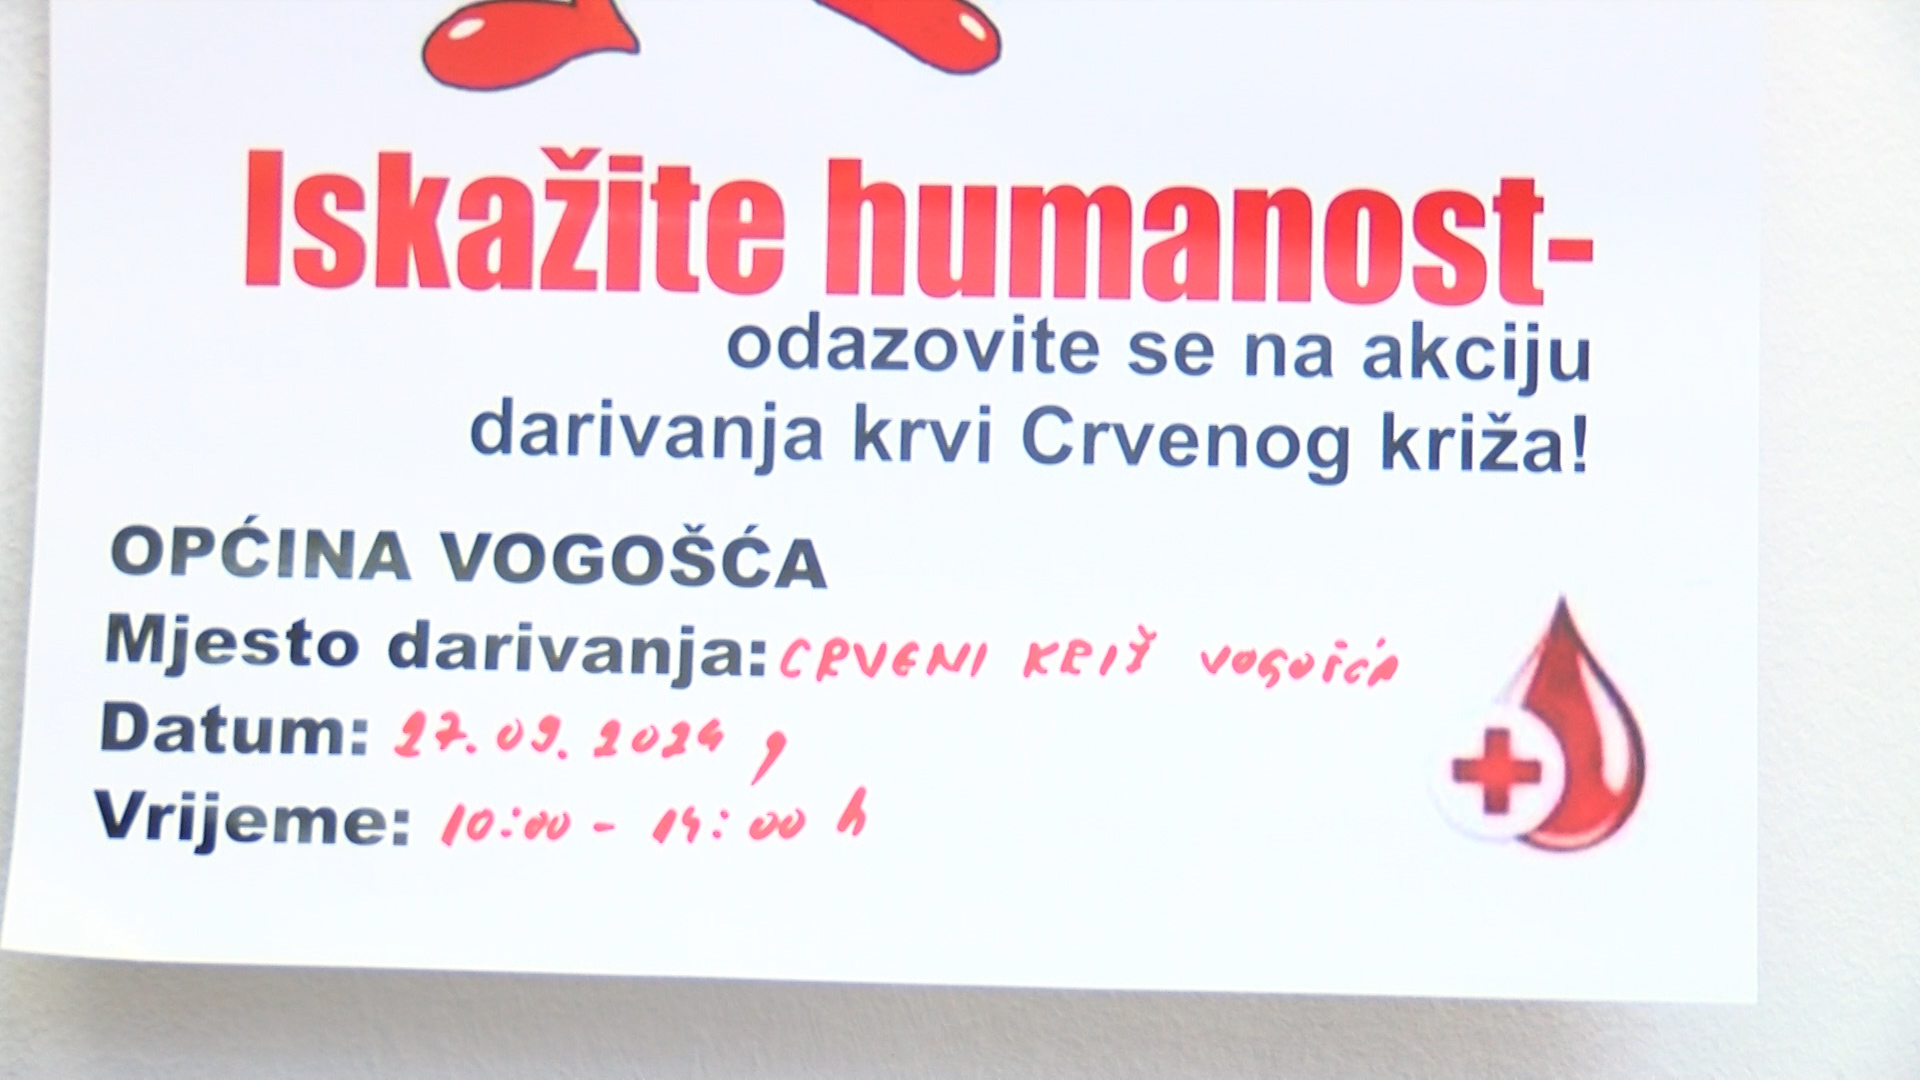 Iskažite humanost-
odazovite se na akciju
darivanja krvi Crvenog križa!
OPĆINA VOGOŠĆA
Mjesto darivanja: CRVENI KRIŽ VOGOŠĆA
Datum: 27.09.2024 g
Vrijeme: 10:00 - 14:00 h